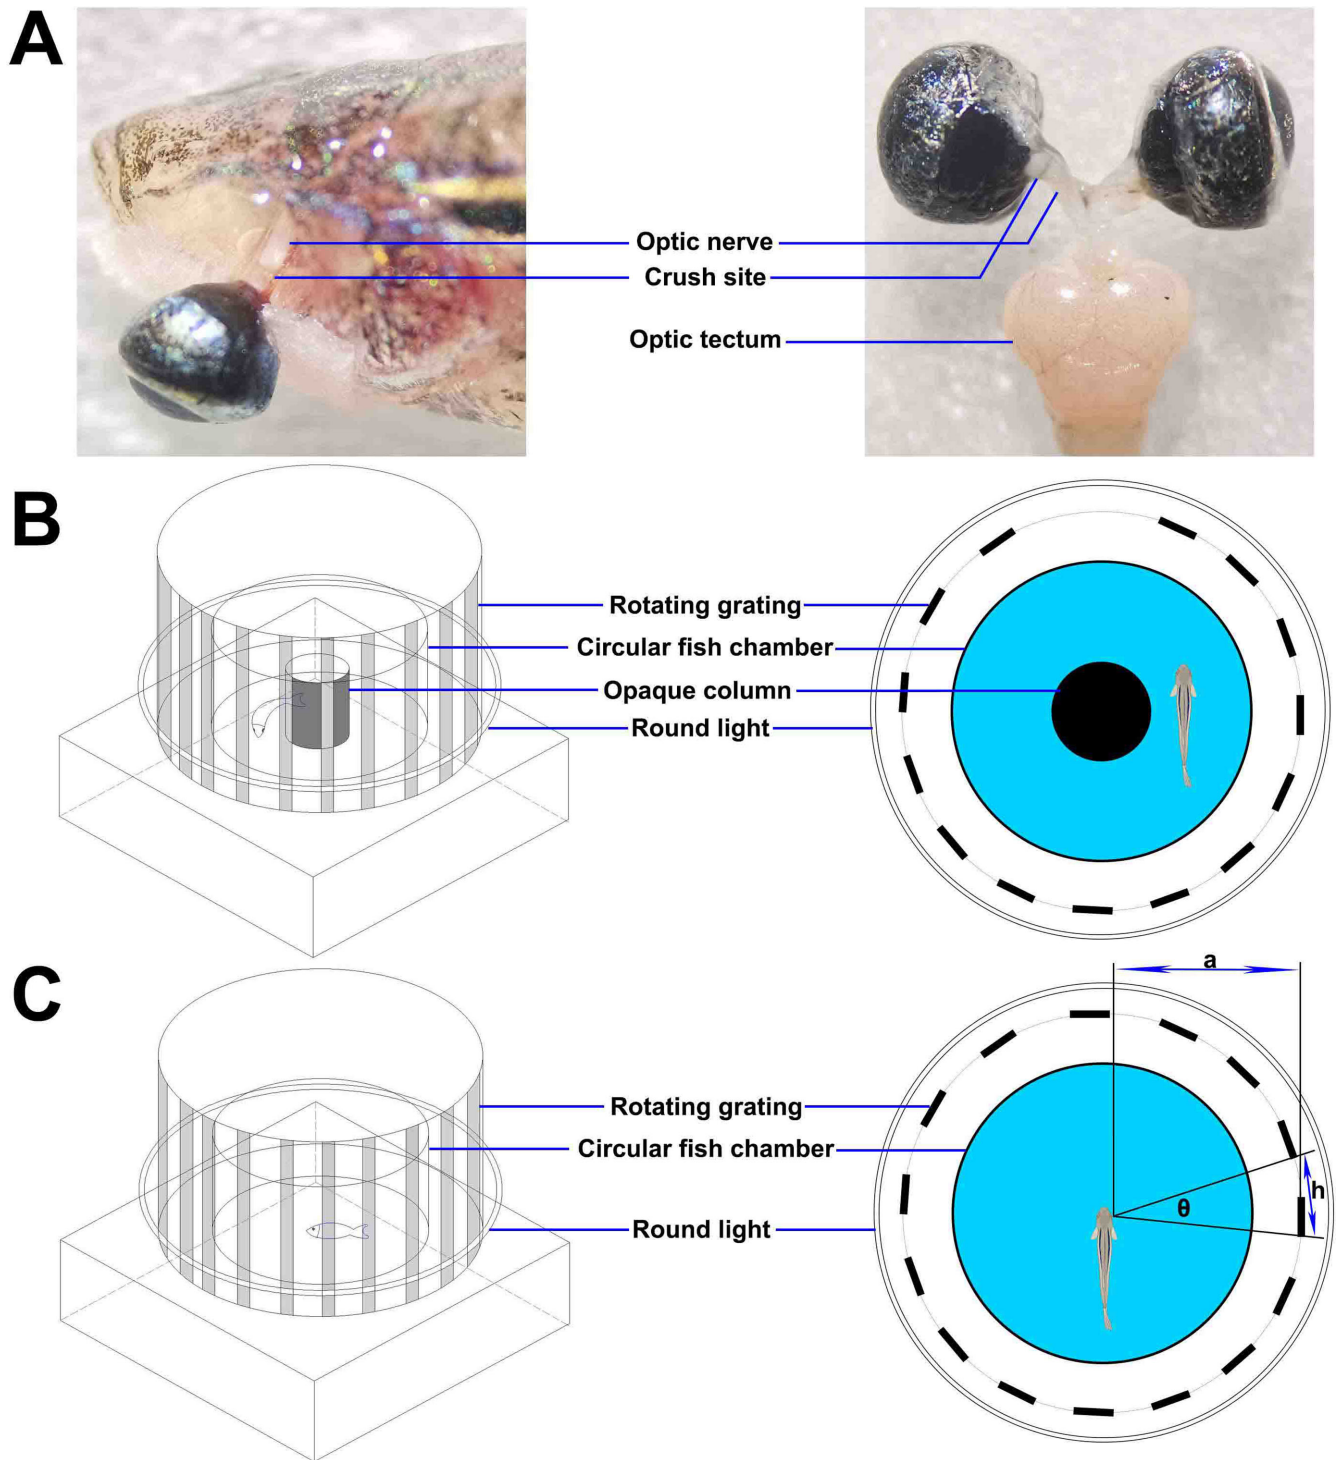 A
Optic nerve
Crush site
Optic tectum
B
Rotating grating
Circular fish chamber
Opaque column
Round light
C
a
Rotating grating
Circular fish chamber
h
θ
Round light